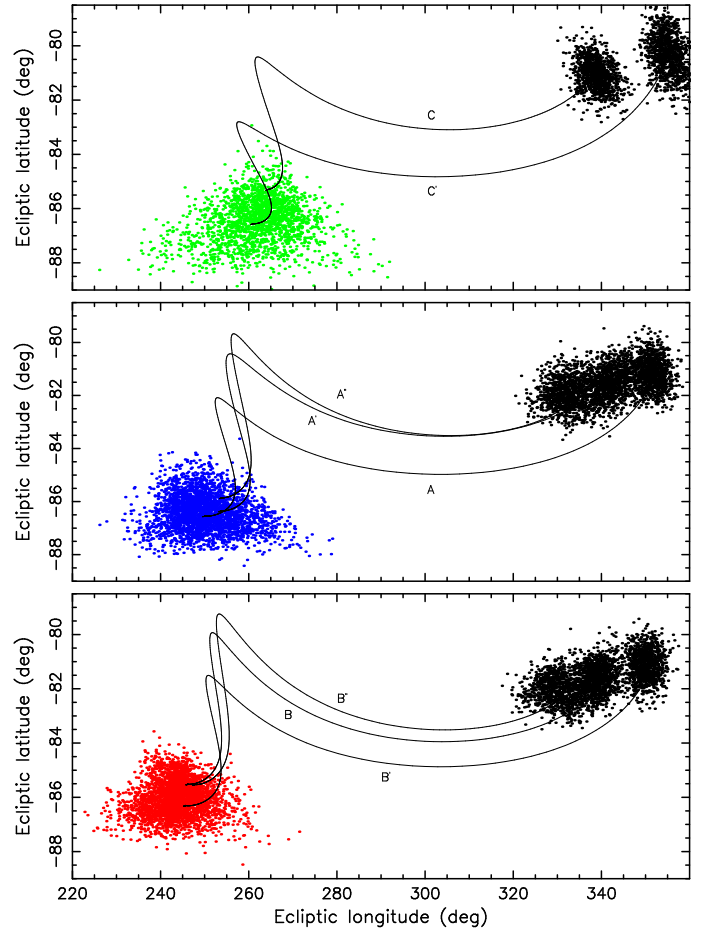 −80
−82
−84
−86
−88
Ecliptic latitude (deg)
C
C'
−80
−82
−84
−86
−88
Ecliptic latitude (deg)
A"
A'
A
−80
−82
−84
−86
−88
Ecliptic latitude (deg)
B"
B
B'
220 240 260 280 300 320 340
Ecliptic longitude (deg)